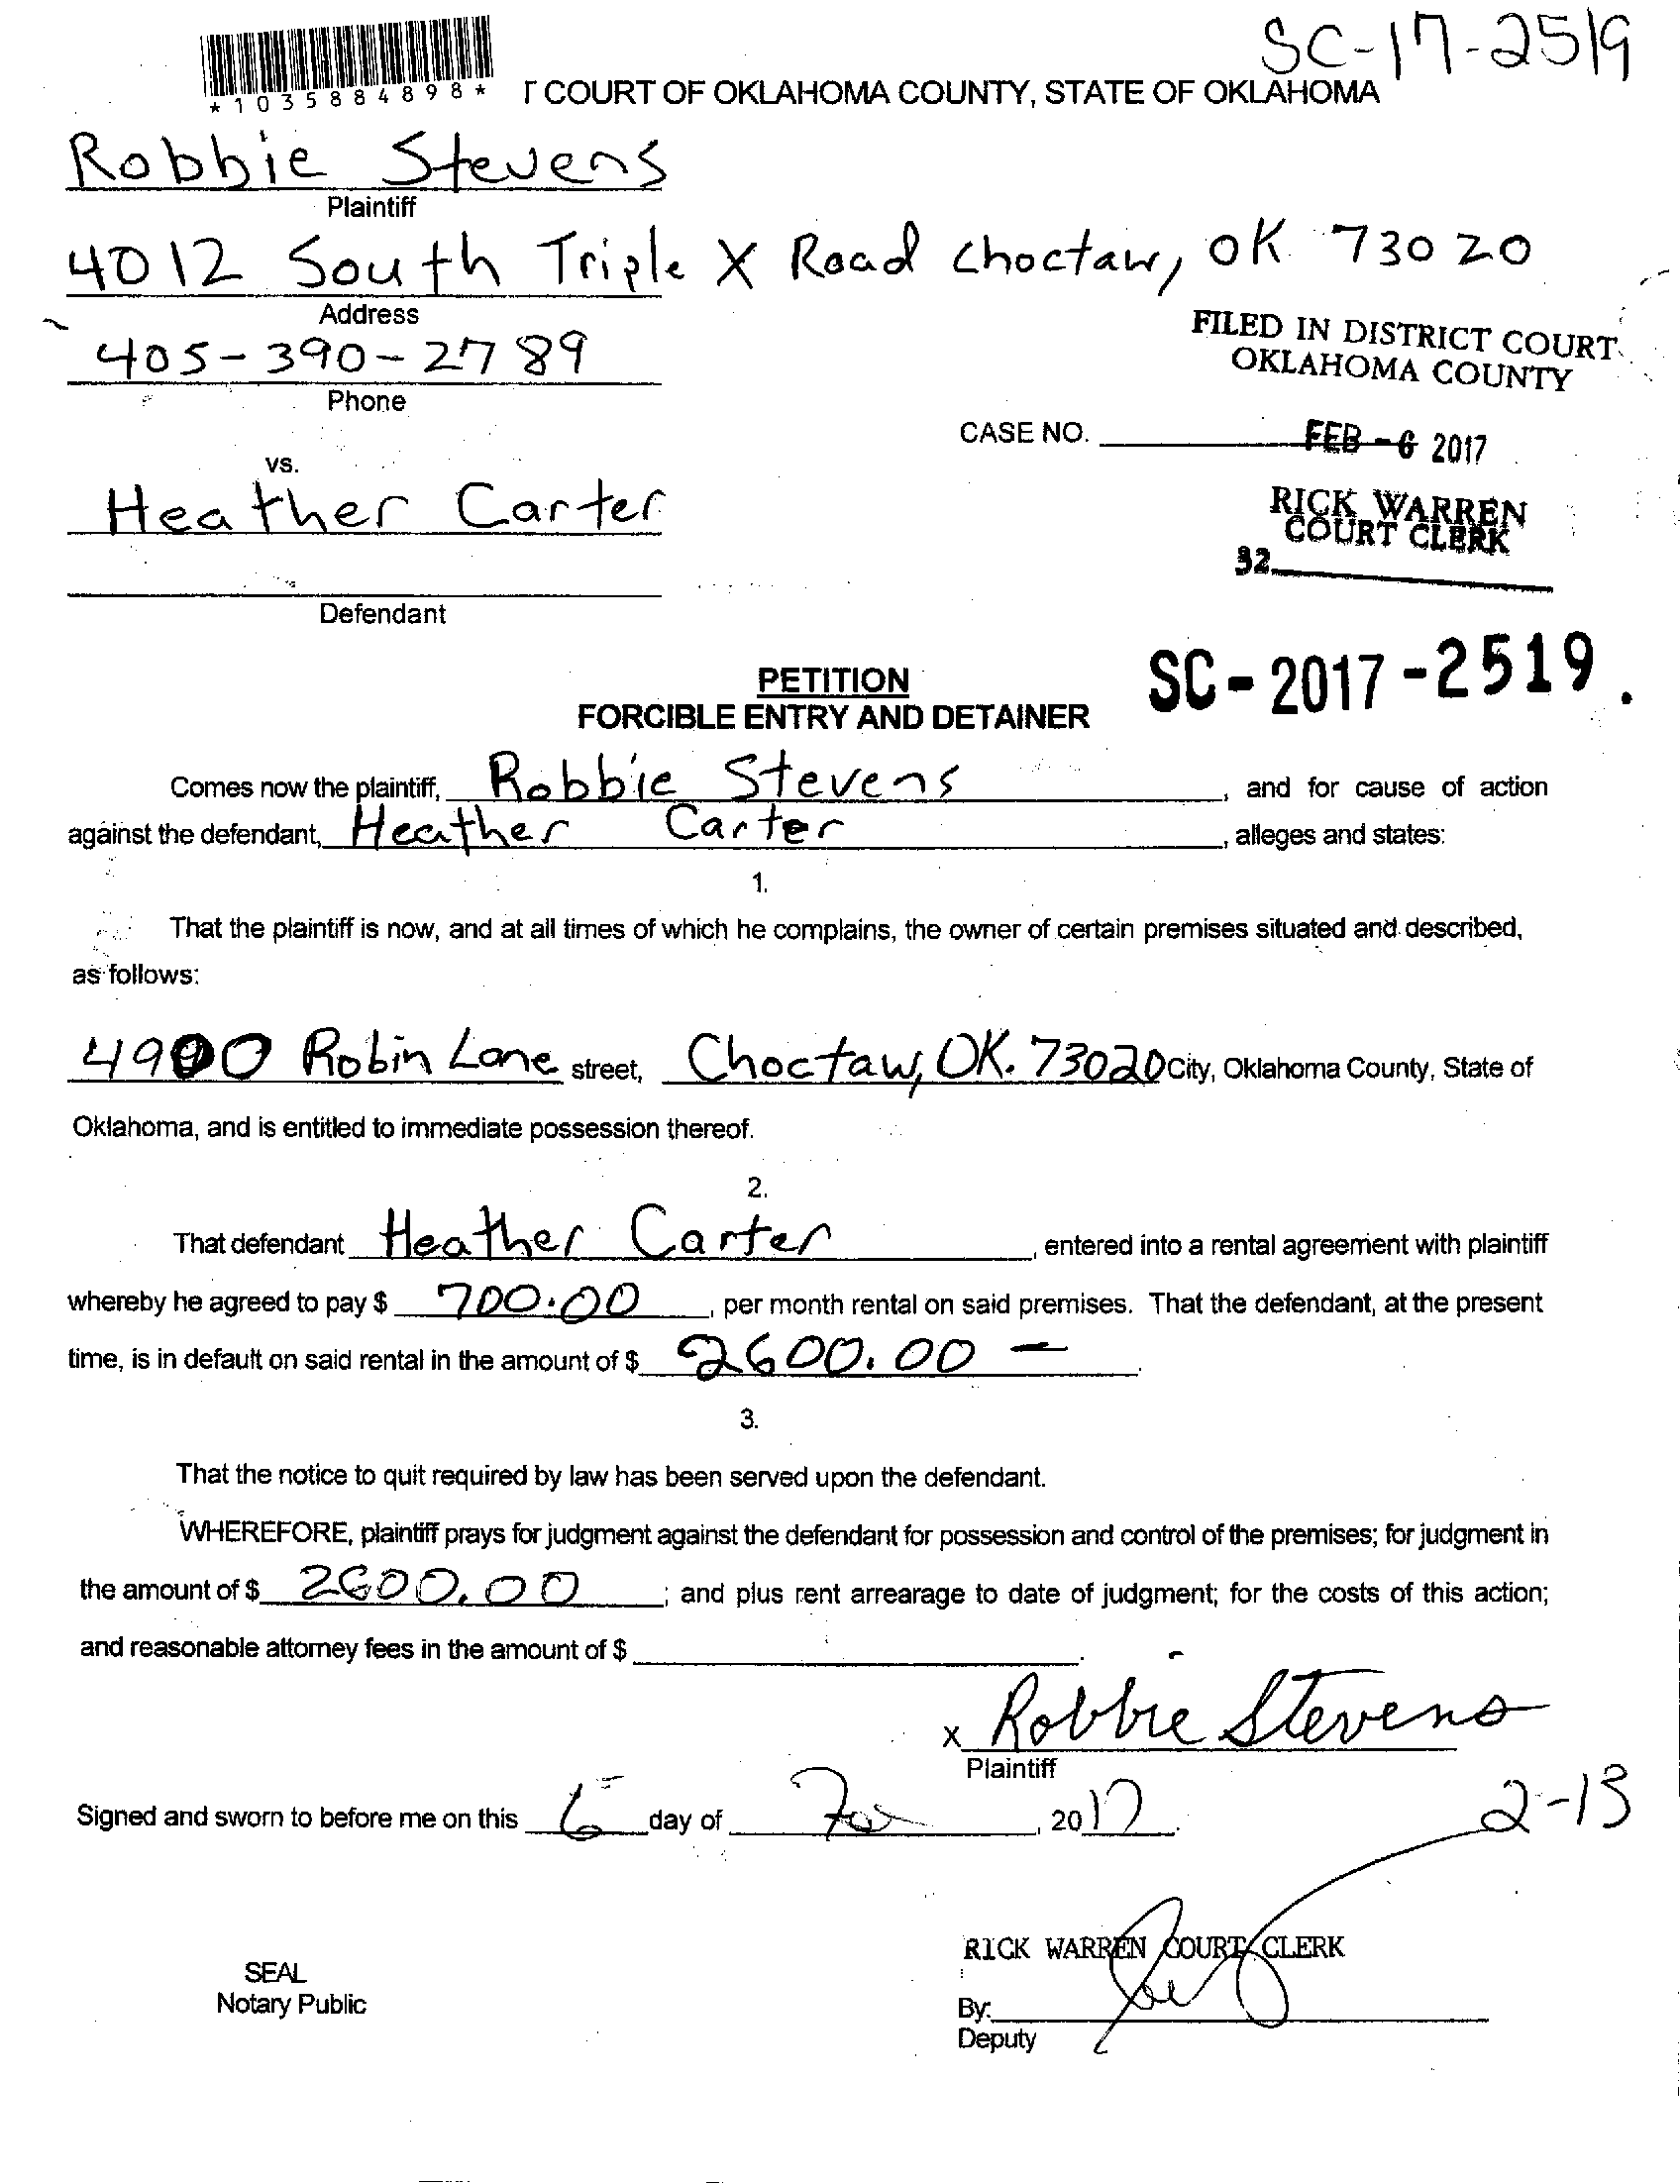 SC-17-2519
*1035884898*
T COURT OF OKLAHOMA COUNTY, STATE OF OKLAHOMA
Robbie Stevens
Plaintiff
4012 South Triple X Road Choctaw, OK 73020
Address
405-390-2789
Phone
FILED IN DISTRICT COURT
OKLAHOMA COUNTY
CASE NO.
FEB - 6 2017
vs.
Heather Carter
RICK WARREN
COURT CLERK
32
Defendant
SC - 2017 - 2519.
PETITION
FORCIBLE ENTRY AND DETAINER
Comes now the plaintiff, Robbie Stevens, and for cause of action
against the defendant, Heather Carter, alleges and states:
1.
That the plaintiff is now, and at all times of which he complains, the owner of certain premises situated and described,
as follows:
4900 Robin Lane street, Choctaw, OK. 73020 City, Oklahoma County, State of
Oklahoma, and is entitled to immediate possession thereof.
2.
That defendant Heather Carter, entered into a rental agreement with plaintiff
whereby he agreed to pay $ 700.00, per month rental on said premises. That the defendant, at the present
time, is in default on said rental in the amount of $ 2600.00 —.
3.
That the notice to quit required by law has been served upon the defendant.
WHEREFORE, plaintiff prays for judgment against the defendant for possession and control of the premises; for judgment in
the amount of $ 2600.00; and plus rent arrearage to date of judgment; for the costs of this action;
and reasonable attorney fees in the amount of $.
x Robbie Stevens
Plaintiff
2-13
Signed and sworn to before me on this 6 day of , 2017.
RICK WARREN COURT CLERK
SEAL
Notary Public
By:
Deputy